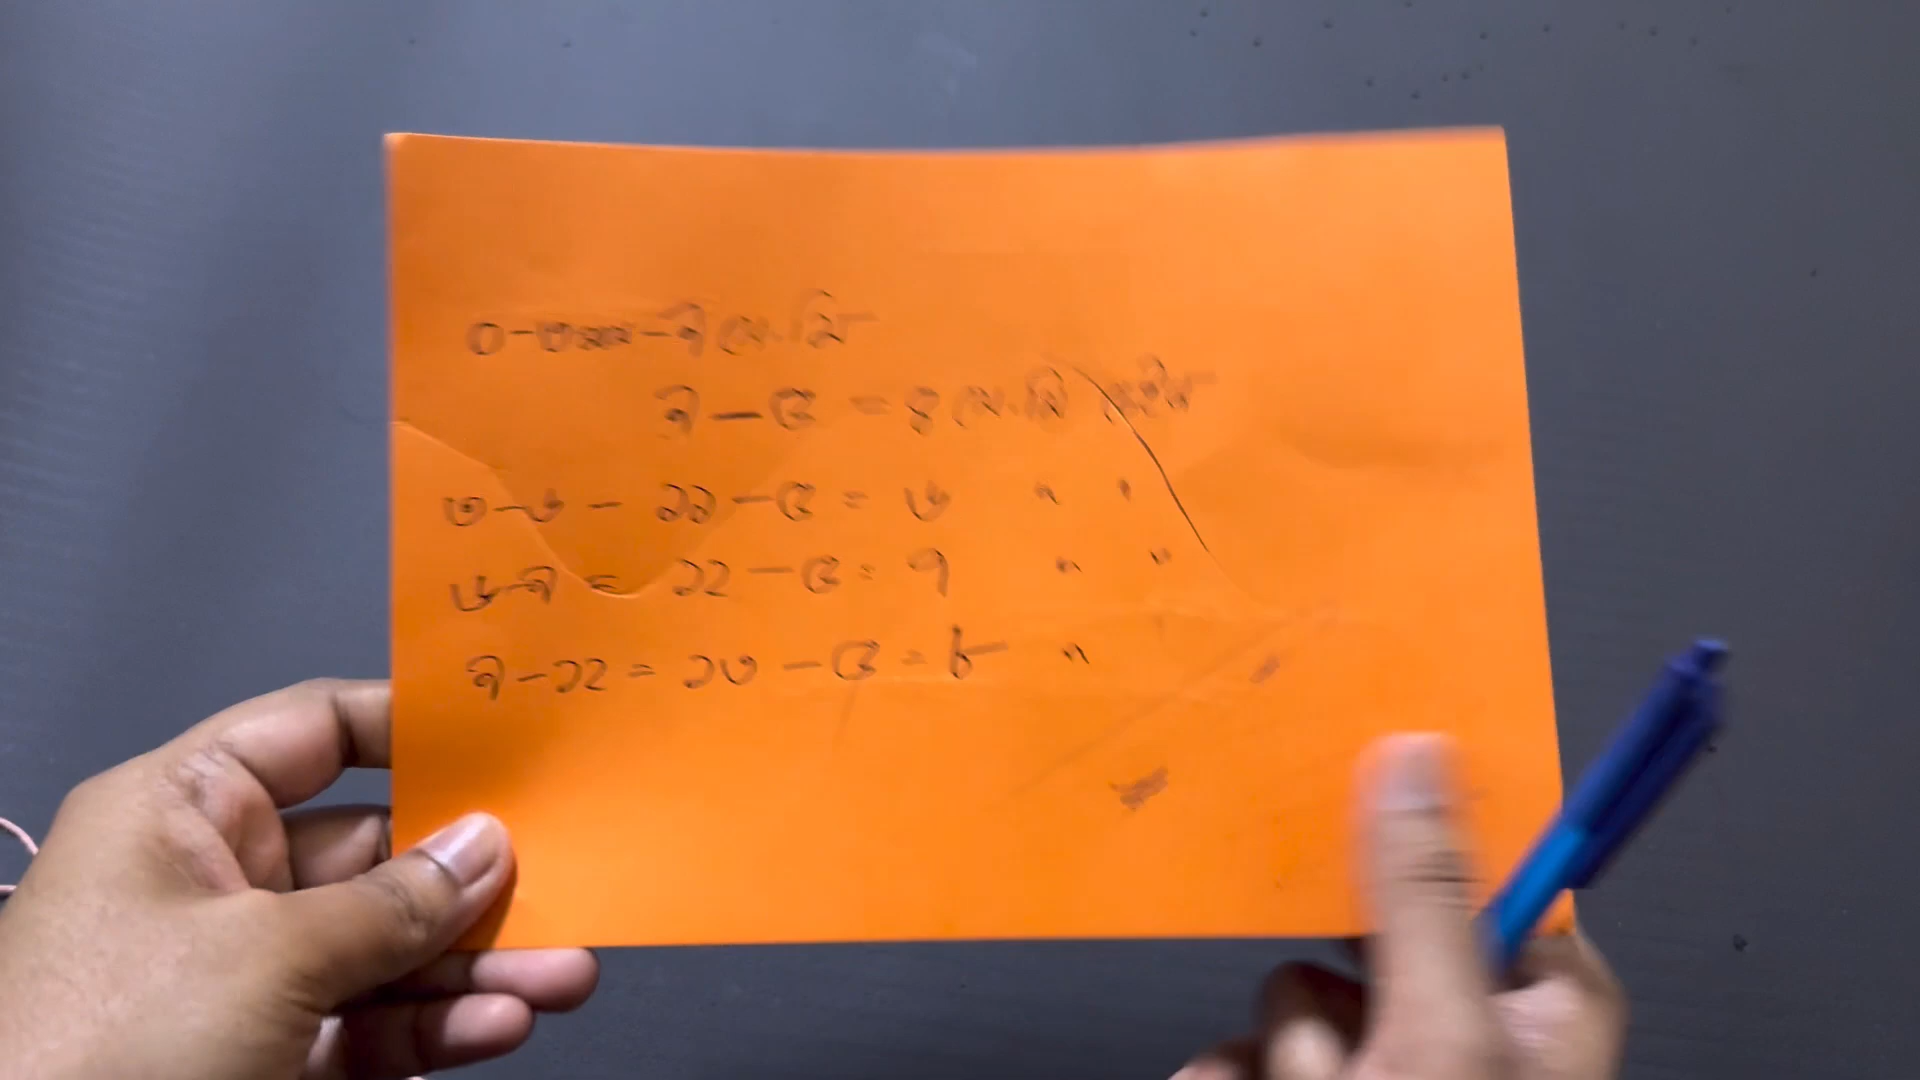 ০-৩মাস-৯ কে.জি
৯ – ৫ = ৪ কে.জি
৩-৬ – ১১ – ৫ = ৬ " "
৬-৯ = ১২ – ৫ = ৭ " "
৯-১২ = ১৩ – ৫ = ৮ "